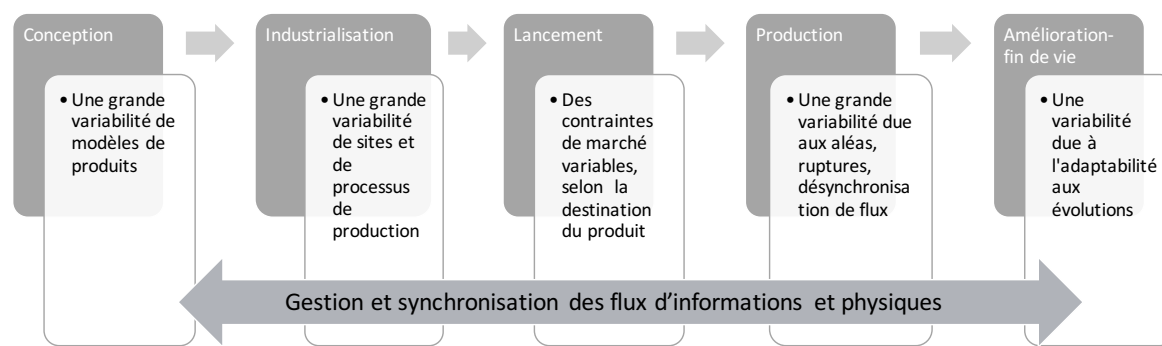 Conception
• Une grande
variabilité de
modèles de
produits
Industrialisation
• Une grande
variabilité
de sites et
de
processus
de
production
Lancement
• Des
contraintes
de marché
variables,
selon la
destination
du produit
Production
• Une grande
variabilité due
aux aléas,
ruptures,
désynchronisa
tion de flux
Amélioration-
fin de vie
• Une
variabilité
due à
l'adaptabilité
aux
évolutions
Gestion et synchronisation des flux d’informations et physiques